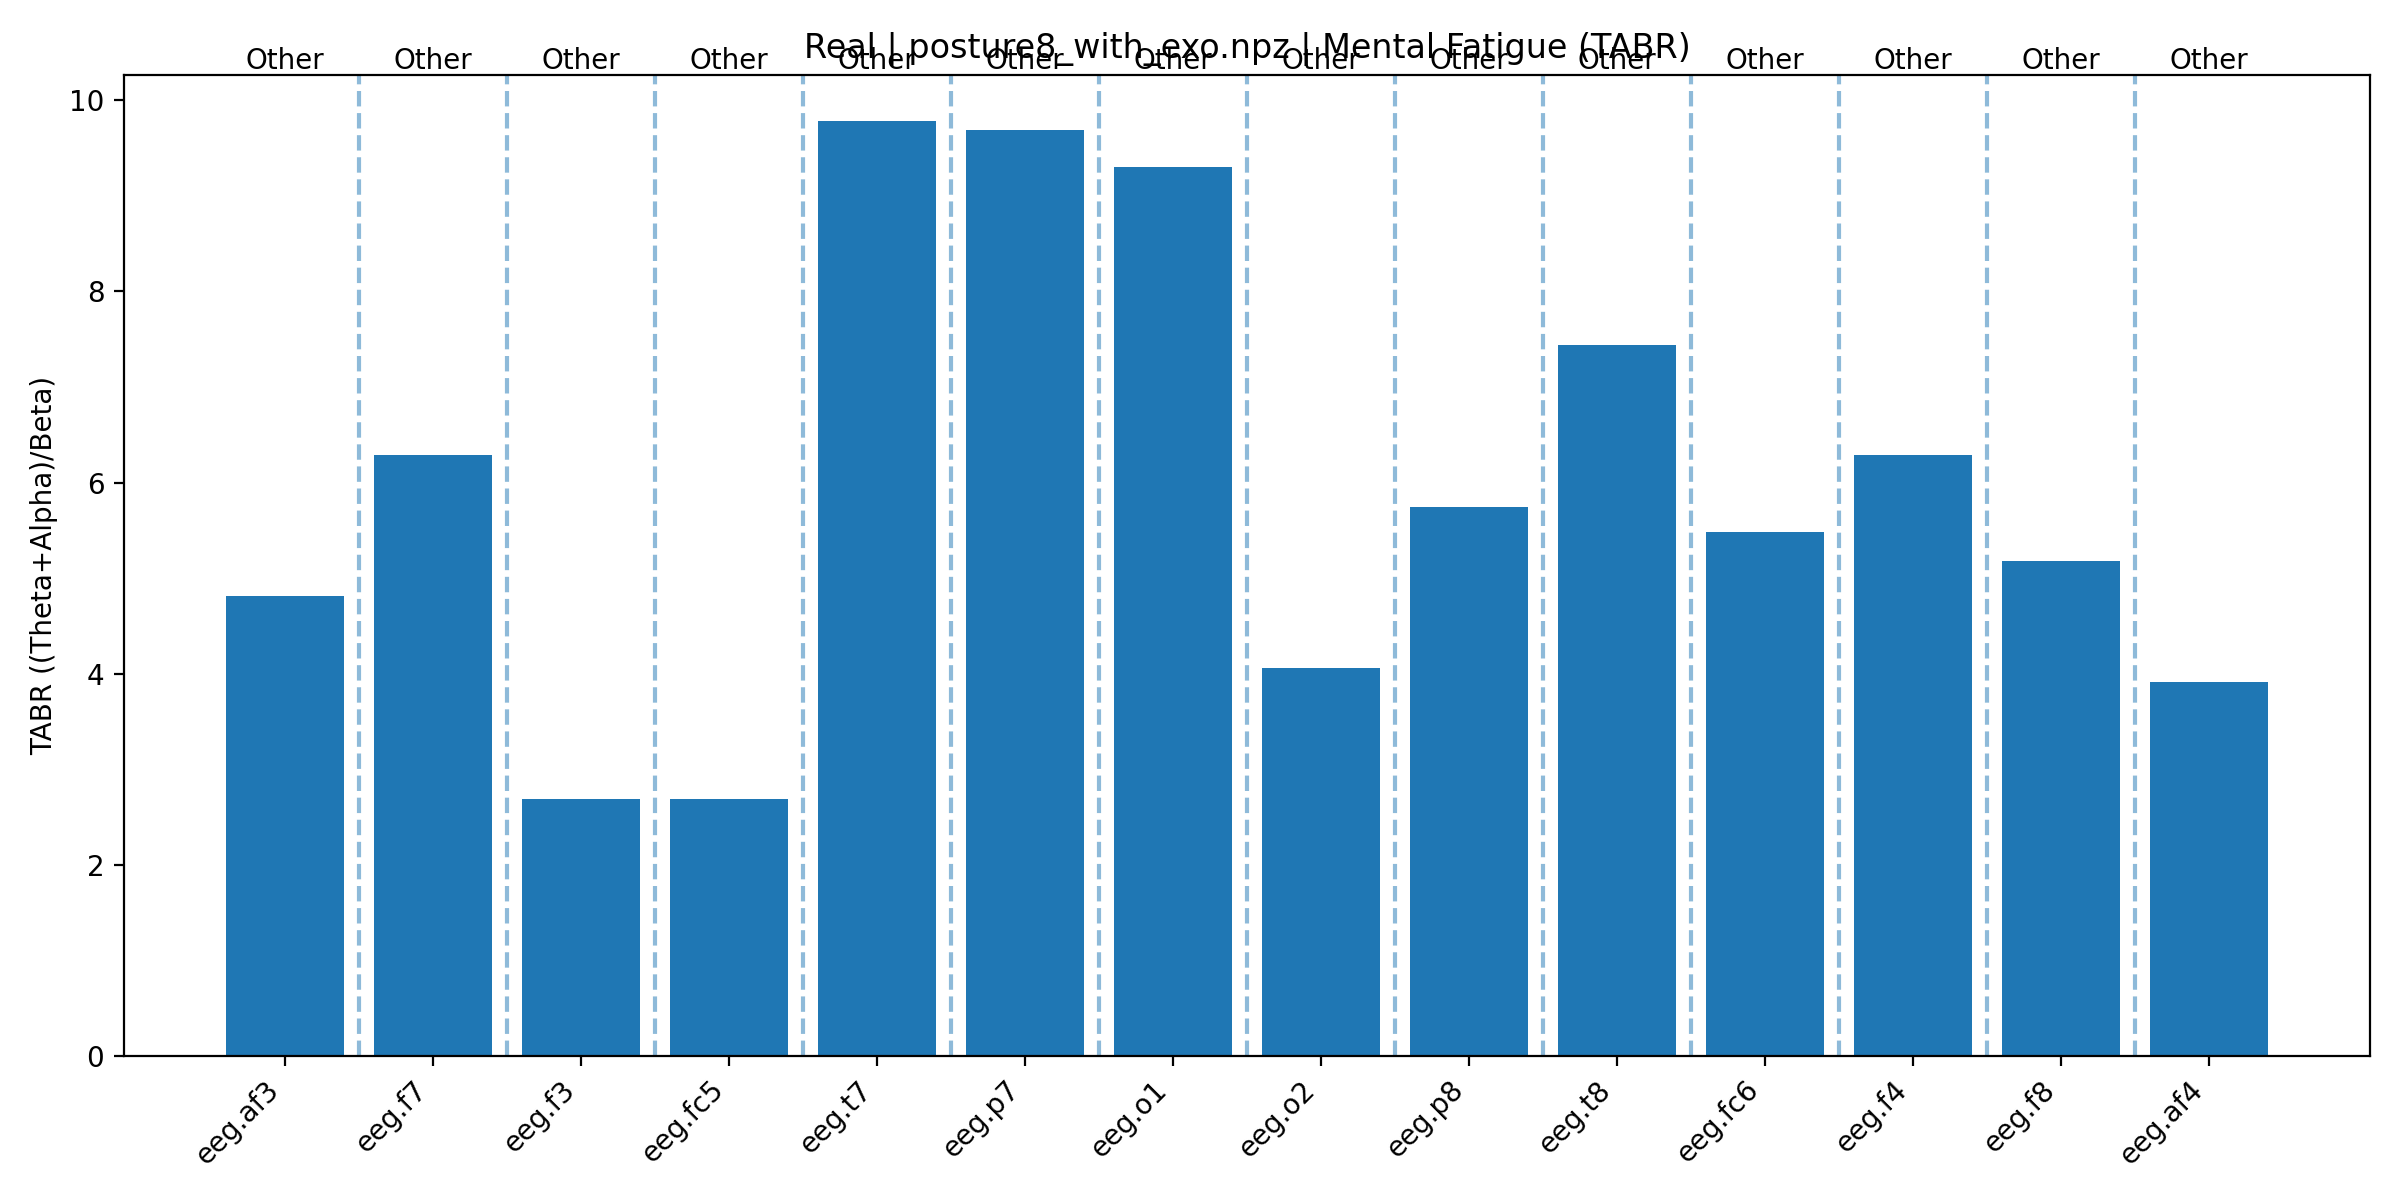 Real | posture8_with_exo.npz | Mental Fatigue (TABR)
Other Other Other Other Other Other Other Other Other Other Other Other Other Other
TABR ((Theta+Alpha)/Beta)
10
8
6
4
2
0
eeg.af3 eeg.f7 eeg.f3 eeg.fc5 eeg.t7 eeg.p7 eeg.o1 eeg.o2 eeg.p8 eeg.t8 eeg.fc6 eeg.f4 eeg.f8 eeg.af4